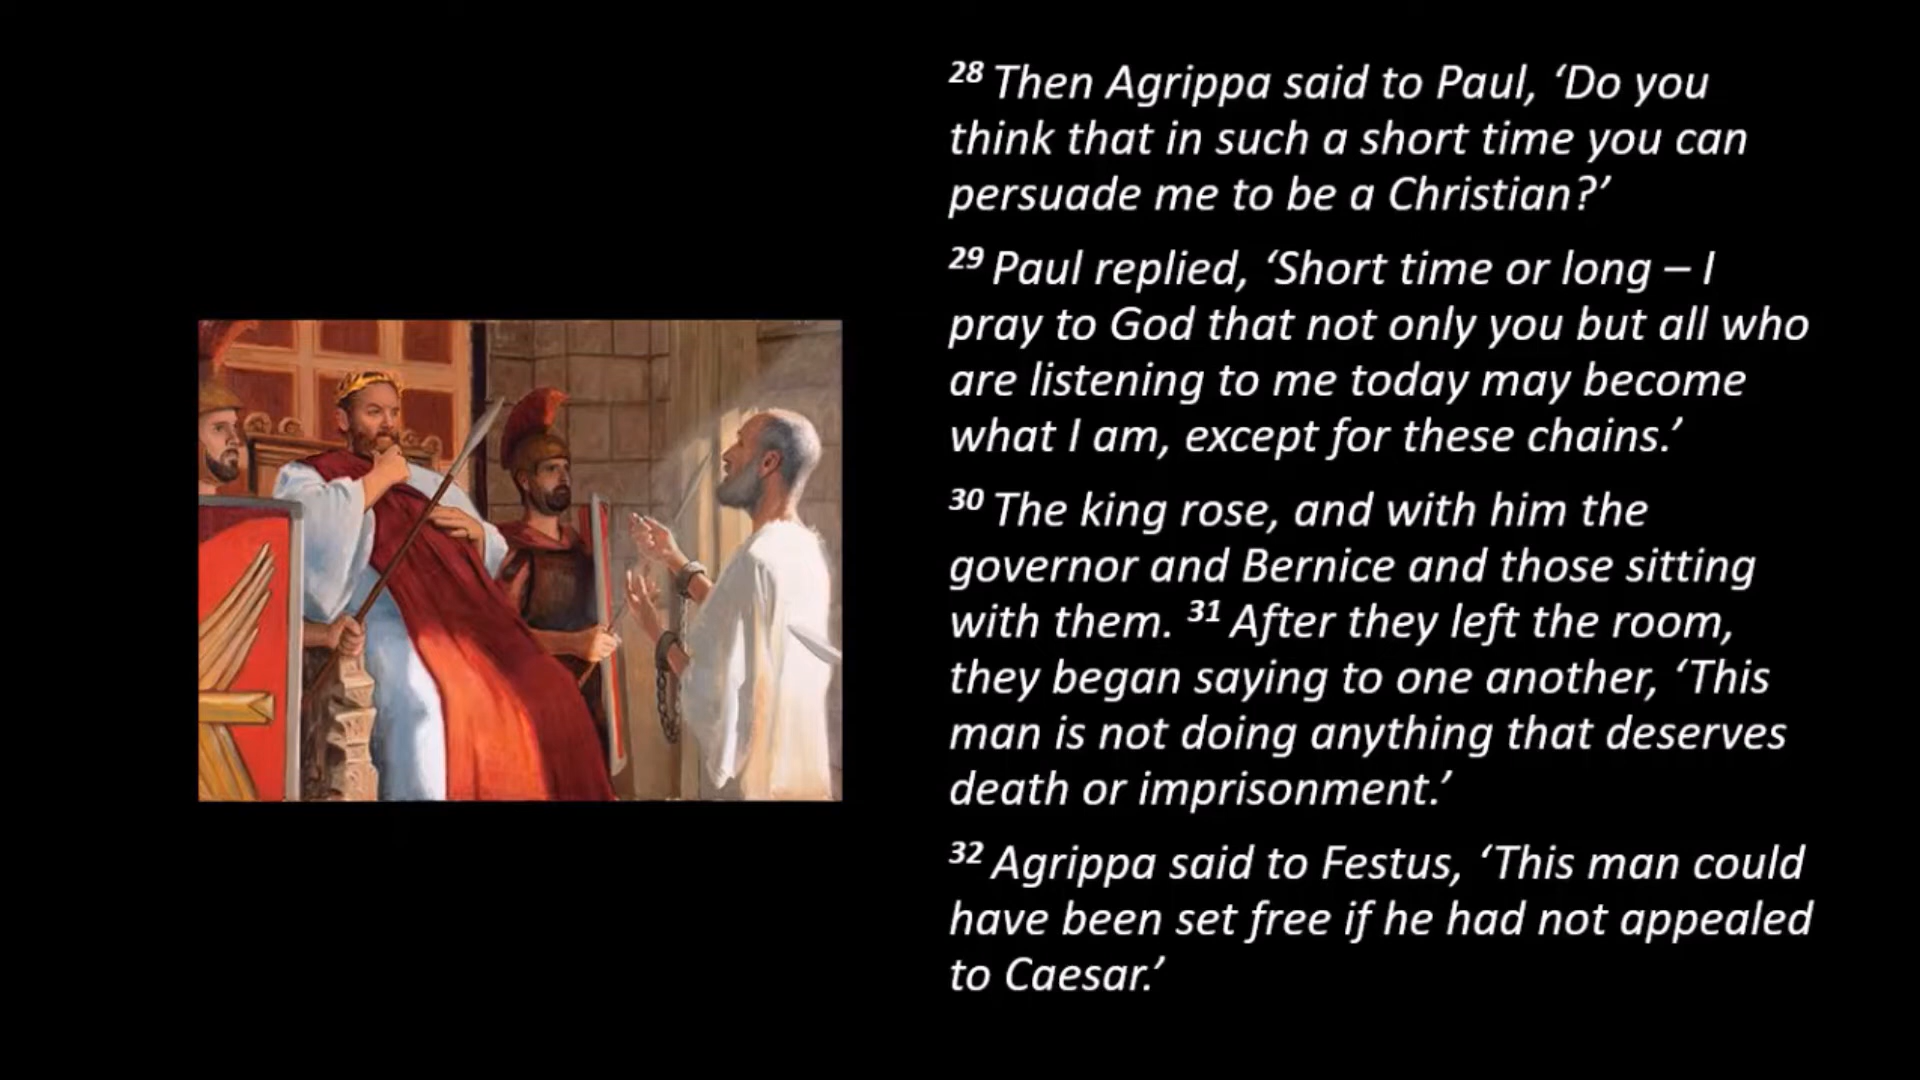 28 Then Agrippa said to Paul, ‘Do you
think that in such a short time you can
persuade me to be a Christian?’
29 Paul replied, ‘Short time or long – I
pray to God that not only you but all who
are listening to me today may become
what I am, except for these chains.’
30 The king rose, and with him the
governor and Bernice and those sitting
with them. 31 After they left the room,
they began saying to one another, ‘This
man is not doing anything that deserves
death or imprisonment.’
32 Agrippa said to Festus, ‘This man could
have been set free if he had not appealed
to Caesar.’